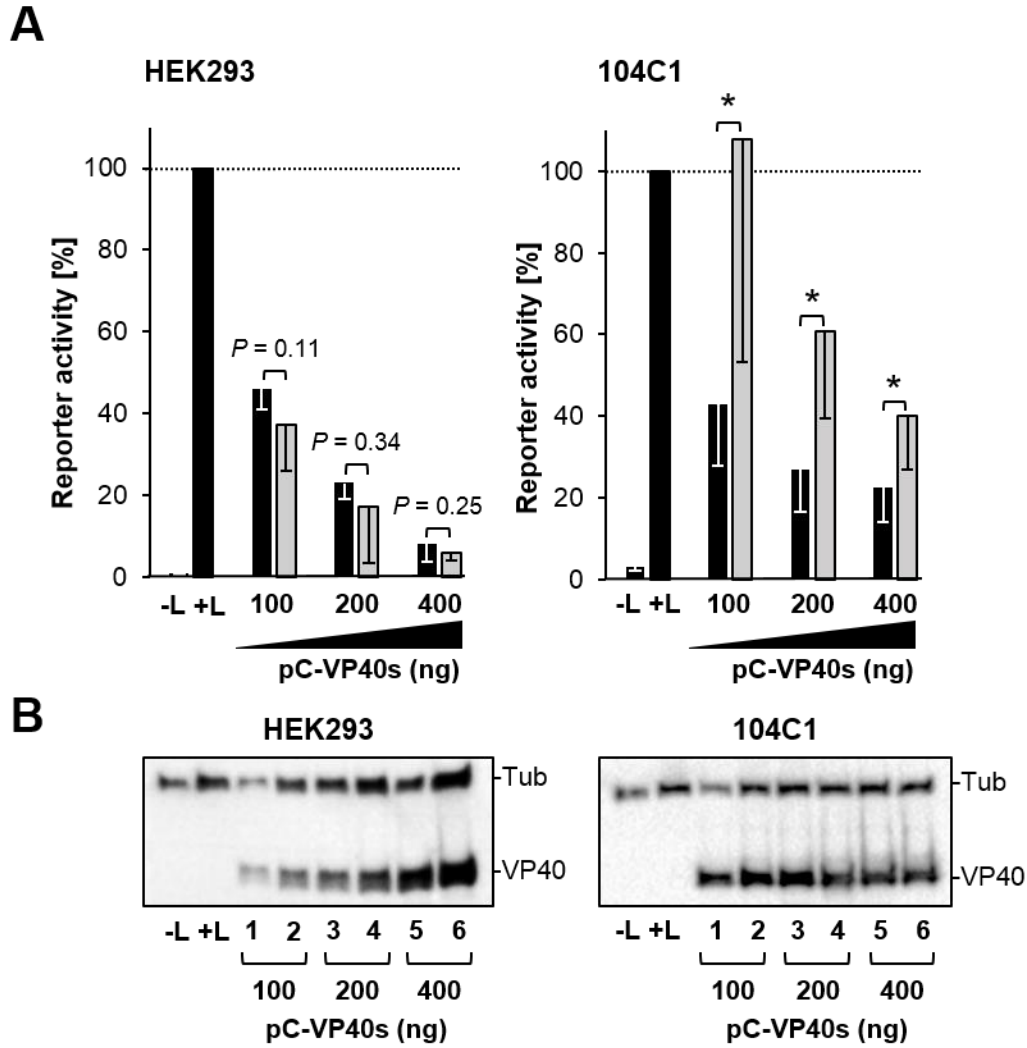 A
HEK293
104C1
Reporter activity [%]
100
80
60
40
20
0
P = 0.11
P = 0.34
P = 0.25
-L +L 100 200 400
pC-VP40s (ng)
Reporter activity [%]
100
80
60
40
20
0
*
*
*
-L +L 100 200 400
pC-VP40s (ng)
B
HEK293
104C1
Tub
VP40
-L +L 1 2 3 4 5 6
100 200 400
pC-VP40s (ng)
Tub
VP40
-L +L 1 2 3 4 5 6
100 200 400
pC-VP40s (ng)